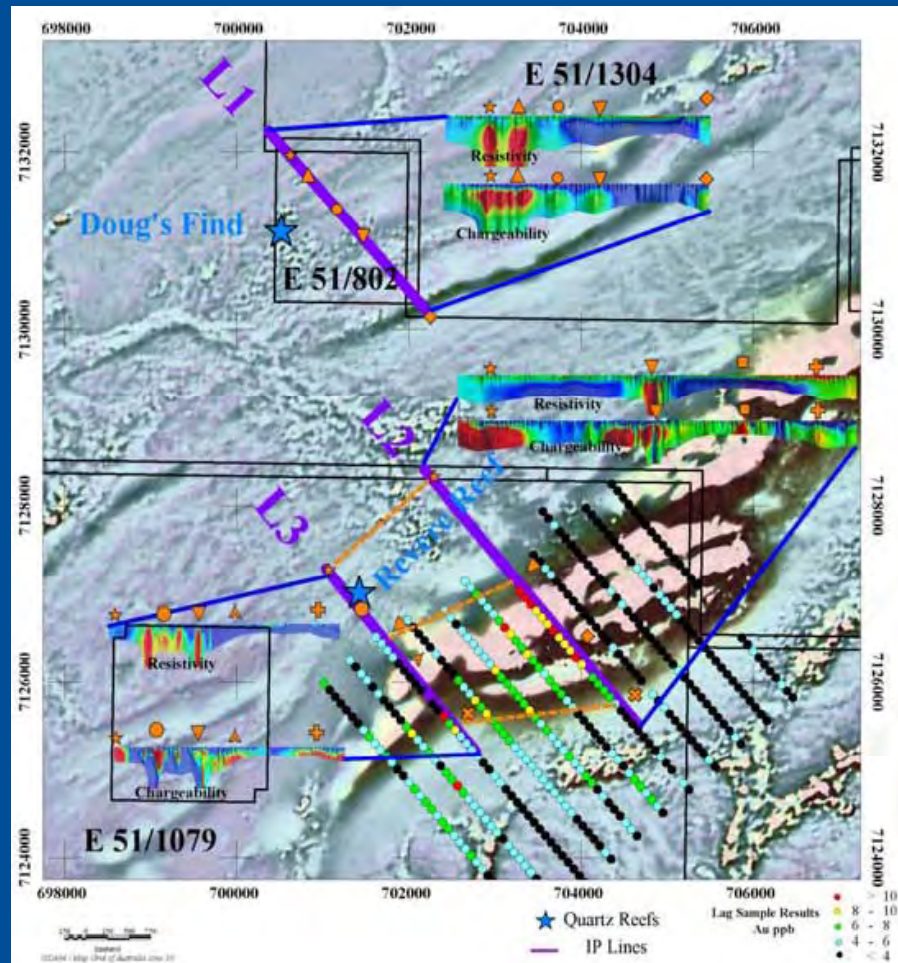 698000 700000 702000 704000 706000
L1
E 51/1304
7132000
7132000
Resistivity
Doug's Find
Chargeability
E 51/802
7130000
7130000
L2
Resistivity
Chargeability
7128000
7128000
L3
Revere Reef
7126000
7126000
Resistivity
Chargeability
E 51/1079
7124000
7124000
698000 700000 702000 704000 706000
Quartz Reefs
IP Lines
Lag Sample Results
Au ppb
> 10
8 - 10
6 - 8
4 - 6
< 4